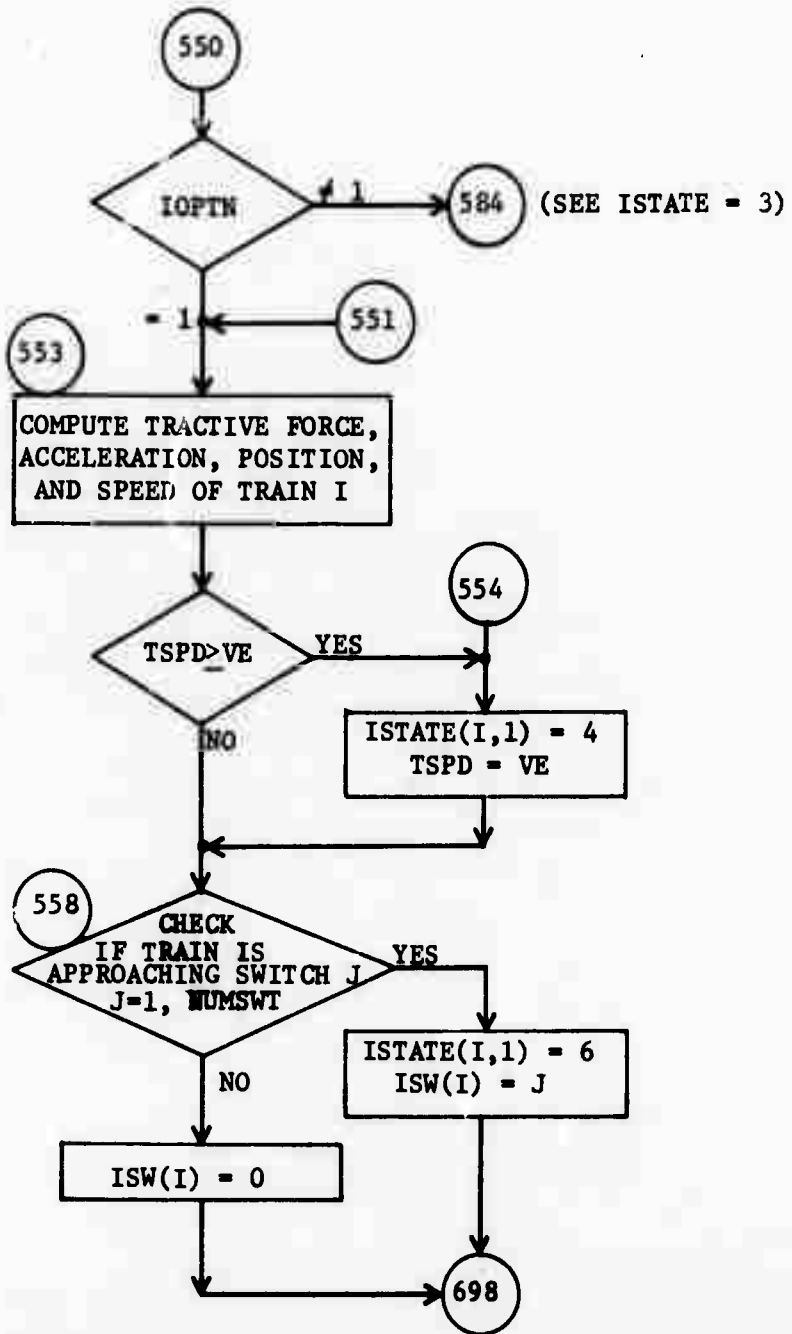 550
IOPTN
≠ 1
584
(SEE ISTATE = 3)
= 1
551
553
COMPUTE TRACTIVE FORCE,
ACCELERATION, POSITION,
AND SPEED OF TRAIN I
554
TSPD≥VE
YES
NO
ISTATE(I,1) = 4
TSPD = VE
558
CHECK
IF TRAIN IS
APPROACHING SWITCH J
J=1, NUMSWT
YES
NO
ISTATE(I,1) = 6
ISW(I) = J
ISW(I) = 0
698